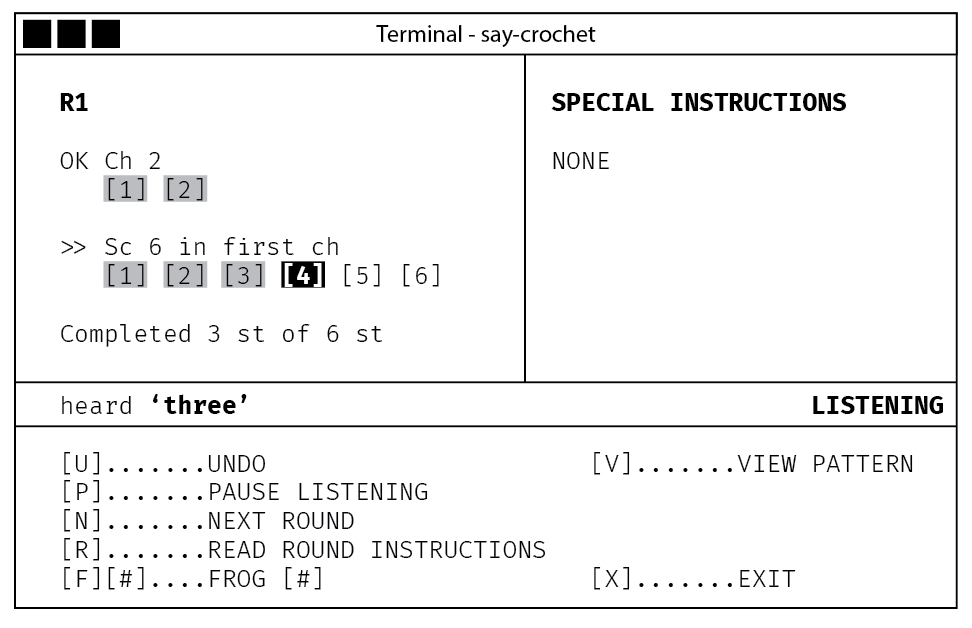 Terminal - say-crochet
R1
OK Ch 2
[1] [2]
>> Sc 6 in first ch
[1] [2] [3] [4] [5] [6]
Completed 3 st of 6 st
SPECIAL INSTRUCTIONS
NONE
heard ‘three’
LISTENING
[U].......UNDO
[P].......PAUSE LISTENING
[N].......NEXT ROUND
[R].......READ ROUND INSTRUCTIONS
[F][#]....FROG [#]
[V].......VIEW PATTERN
[X].......EXIT